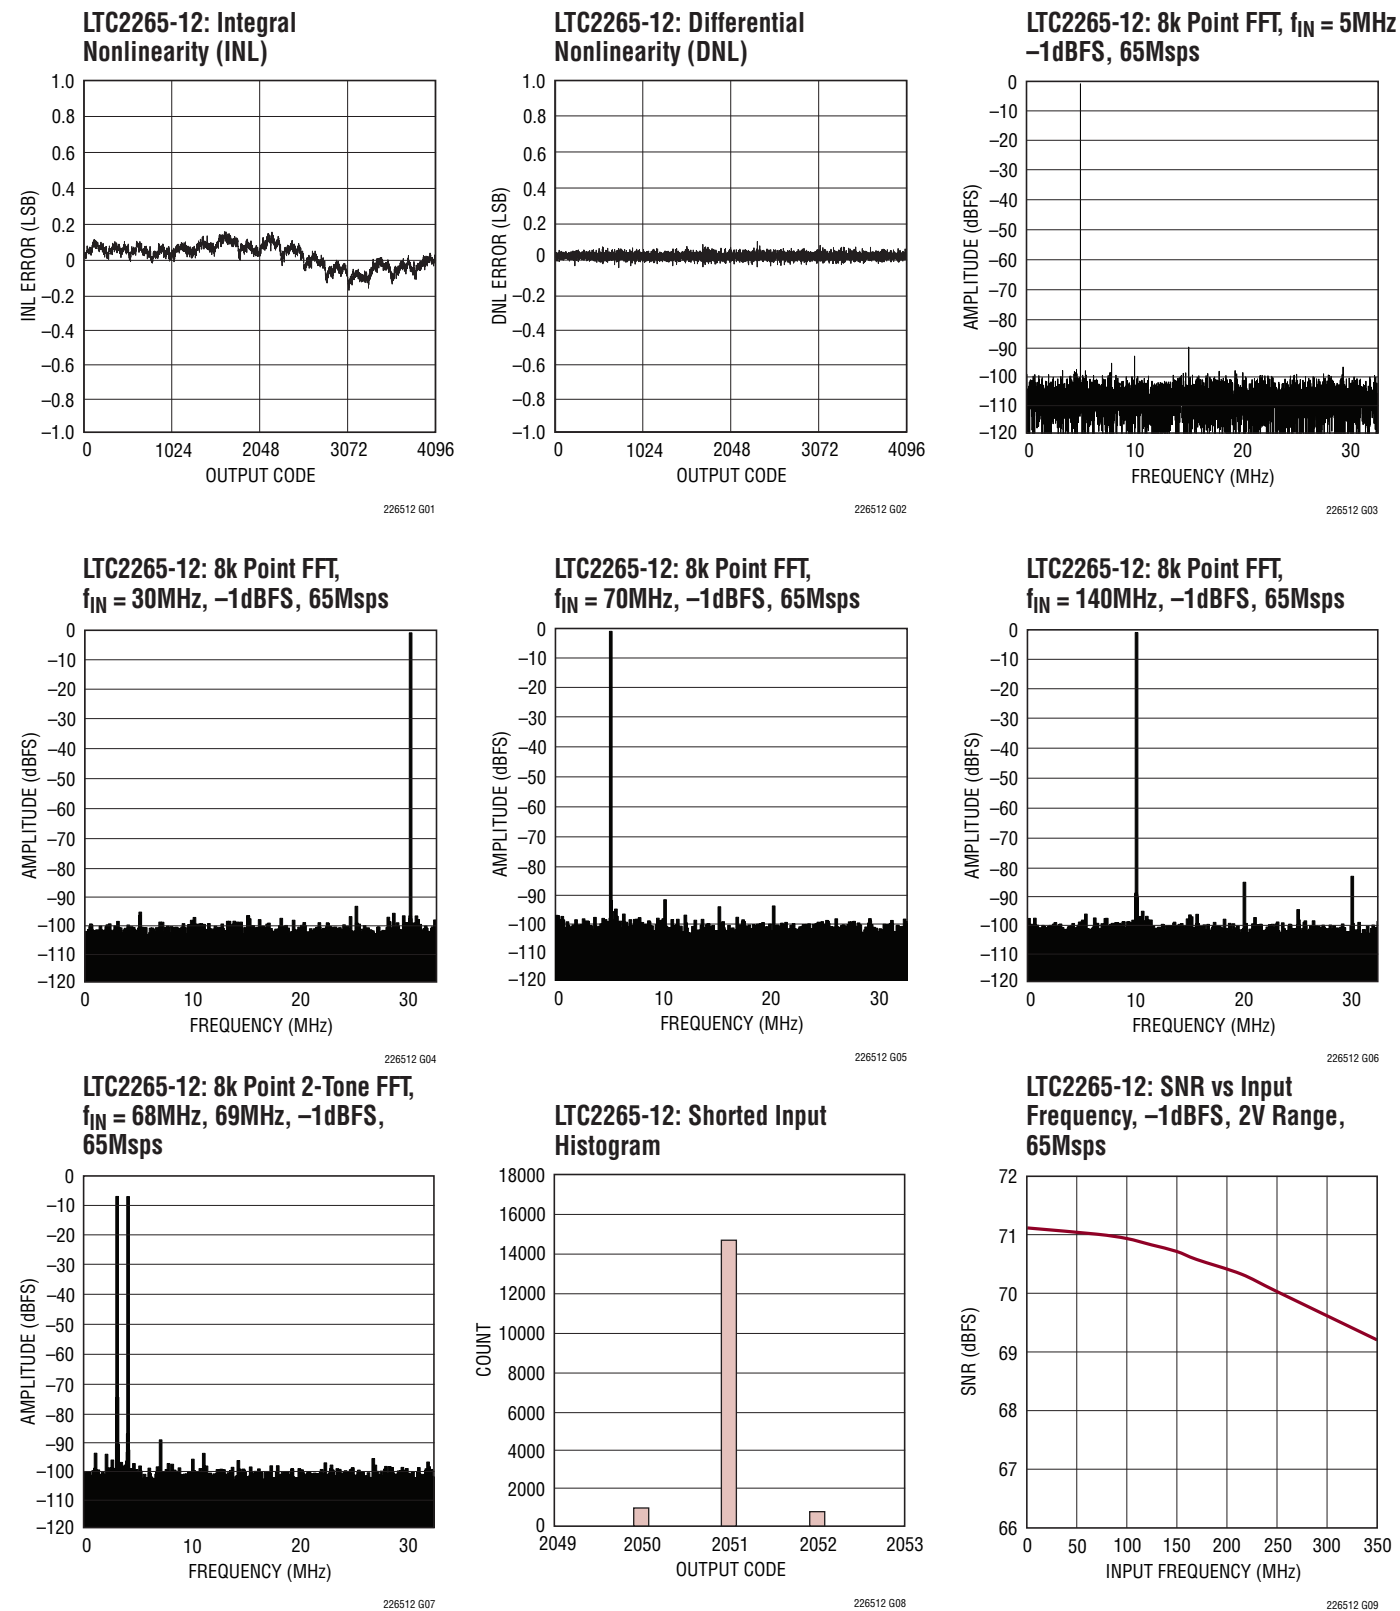 LTC2265-12: Integral
Nonlinearity (INL)
1.0
0.8
0.6
0.4
0.2
0
–0.2
–0.4
–0.6
–0.8
–1.0
INL ERROR (LSB)
0 1024 2048 3072 4096
OUTPUT CODE
226512 G01
LTC2265-12: Differential
Nonlinearity (DNL)
1.0
0.8
0.6
0.4
0.2
0
–0.2
–0.4
–0.6
–0.8
–1.0
DNL ERROR (LSB)
0 1024 2048 3072 4096
OUTPUT CODE
226512 G02
LTC2265-12: 8k Point FFT, fIN = 5MHz
–1dBFS, 65Msps
0
–10
–20
–30
–40
–50
–60
–70
–80
–90
–100
–110
–120
AMPLITUDE (dBFS)
0 10 20 30
FREQUENCY (MHz)
226512 G03
LTC2265-12: 8k Point FFT,
fIN = 30MHz, –1dBFS, 65Msps
0
–10
–20
–30
–40
–50
–60
–70
–80
–90
–100
–110
–120
AMPLITUDE (dBFS)
0 10 20 30
FREQUENCY (MHz)
226512 G04
LTC2265-12: 8k Point FFT,
fIN = 70MHz, –1dBFS, 65Msps
0
–10
–20
–30
–40
–50
–60
–70
–80
–90
–100
–110
–120
AMPLITUDE (dBFS)
0 10 20 30
FREQUENCY (MHz)
226512 G05
LTC2265-12: 8k Point FFT,
fIN = 140MHz, –1dBFS, 65Msps
0
–10
–20
–30
–40
–50
–60
–70
–80
–90
–100
–110
–120
AMPLITUDE (dBFS)
0 10 20 30
FREQUENCY (MHz)
226512 G06
LTC2265-12: 8k Point 2-Tone FFT,
fIN = 68MHz, 69MHz, –1dBFS,
65Msps
0
–10
–20
–30
–40
–50
–60
–70
–80
–90
–100
–110
–120
AMPLITUDE (dBFS)
0 10 20 30
FREQUENCY (MHz)
226512 G07
LTC2265-12: Shorted Input
Histogram
18000
16000
14000
12000
10000
8000
6000
4000
2000
0
COUNT
2049 2050 2051 2052 2053
OUTPUT CODE
226512 G08
LTC2265-12: SNR vs Input
Frequency, –1dBFS, 2V Range,
65Msps
72
71
70
69
68
67
66
SNR (dBFS)
0 50 100 150 200 250 300 350
INPUT FREQUENCY (MHz)
226512 G09